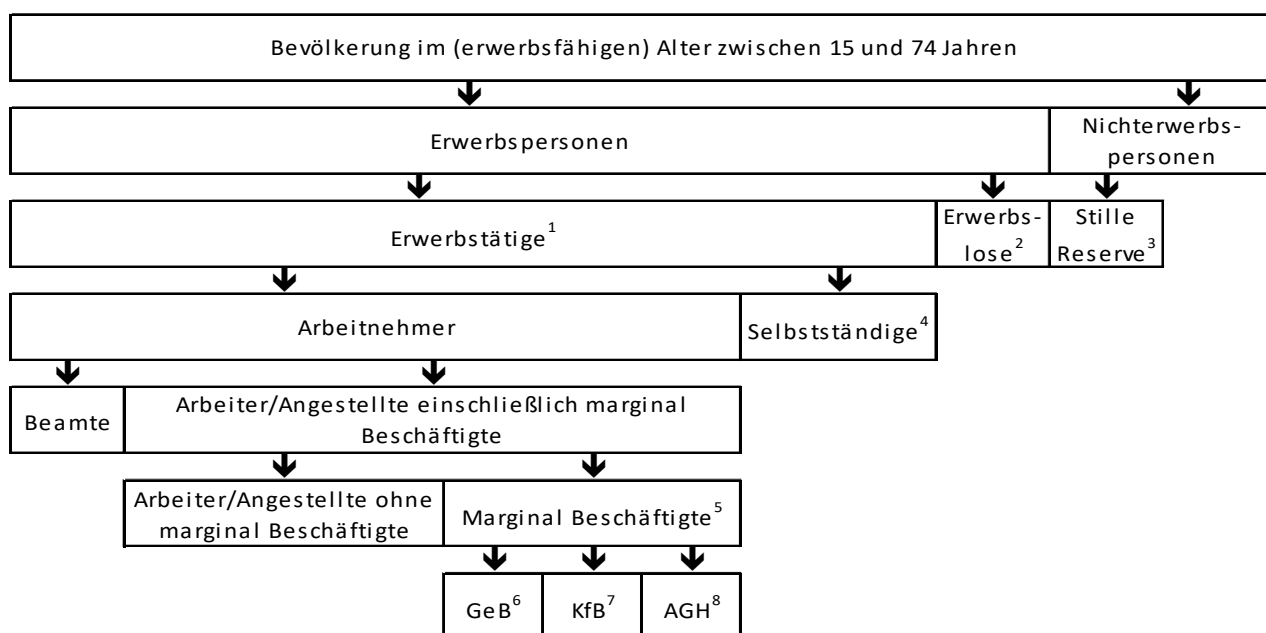 Bevölkerung im (erwerbsfähigen) Alter zwischen 15 und 74 Jahren
Erwerbspersonen
Nichterwerbs-
personen
Erwerbstätige¹
Erwerbs-
lose²
Stille
Reserve³
Arbeitnehmer
Selbstständige⁴
Beamte
Arbeiter/Angestellte einschließlich marginal
Beschäftigte
Arbeiter/Angestellte ohne
marginal Beschäftigte
Marginal Beschäftigte⁵
GeB⁶
KfB⁷
AGH⁸